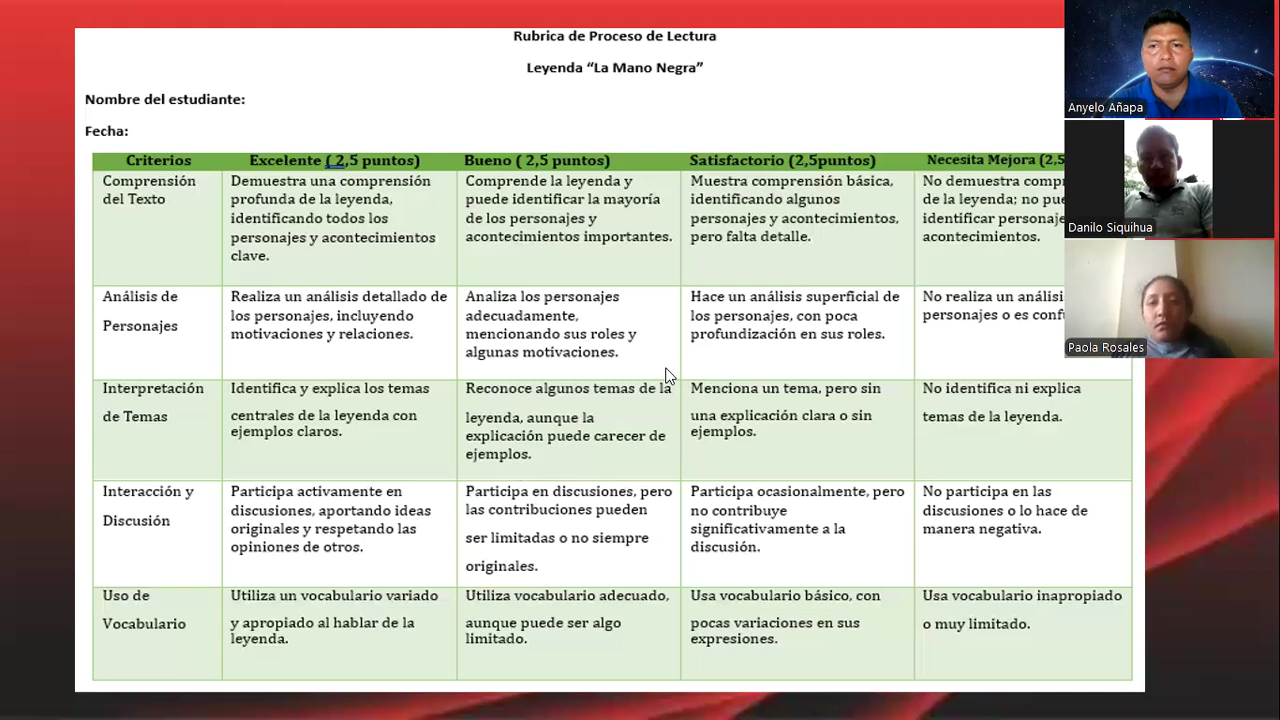 Rubrica de Proceso de Lectura
Leyenda “La Mano Negra”
Nombre del estudiante:
Fecha:
Criterios
Excelente ( 2,5 puntos)
Bueno ( 2,5 puntos)
Satisfactorio (2,5puntos)
Necesita Mejora (2,5
Comprensión
del Texto
Demuestra una comprensión
profunda de la leyenda,
identificando todos los
personajes y acontecimientos
clave.
Comprende la leyenda y
puede identificar la mayoría
de los personajes y
acontecimientos importantes.
Muestra comprensión básica,
identificando algunos
personajes y acontecimientos,
pero falta detalle.
No demuestra
de la leyenda; no
identificar
acontecimientos.
Análisis de
Personajes
Realiza un análisis detallado de
los personajes, incluyendo
motivaciones y relaciones.
Analiza los personajes
adecuadamente,
mencionando sus roles y
algunas motivaciones.
Hace un análisis superficial de
los personajes, con poca
profundización en sus roles.
No realiza un
personajes o es
Interpretación
de Temas
Identifica y explica los temas
centrales de la leyenda con
ejemplos claros.
Reconoce algunos temas de la
leyenda, aunque la
explicación puede carecer de
ejemplos.
Menciona un tema, pero sin
una explicación clara o sin
ejemplos.
No identifica ni explica
temas de la leyenda.
Interacción y
Discusión
Participa activamente en
discusiones, aportando ideas
originales y respetando las
opiniones de otros.
Participa en discusiones, pero
las contribuciones pueden
ser limitadas o no siempre
originales.
Participa ocasionalmente, pero
no contribuye
significativamente a la
discusión.
No participa en las
discusiones o lo hace de
manera negativa.
Uso de
Vocabulario
Utiliza un vocabulario variado
y apropiado al hablar de la
leyenda.
Utiliza vocabulario adecuado,
aunque puede ser algo
limitado.
Usa vocabulario básico, con
pocas variaciones en sus
expresiones.
Usa vocabulario inapropiado
o muy limitado.
Anyelo Añapa
Danilo Siquihua
Paola Rosales